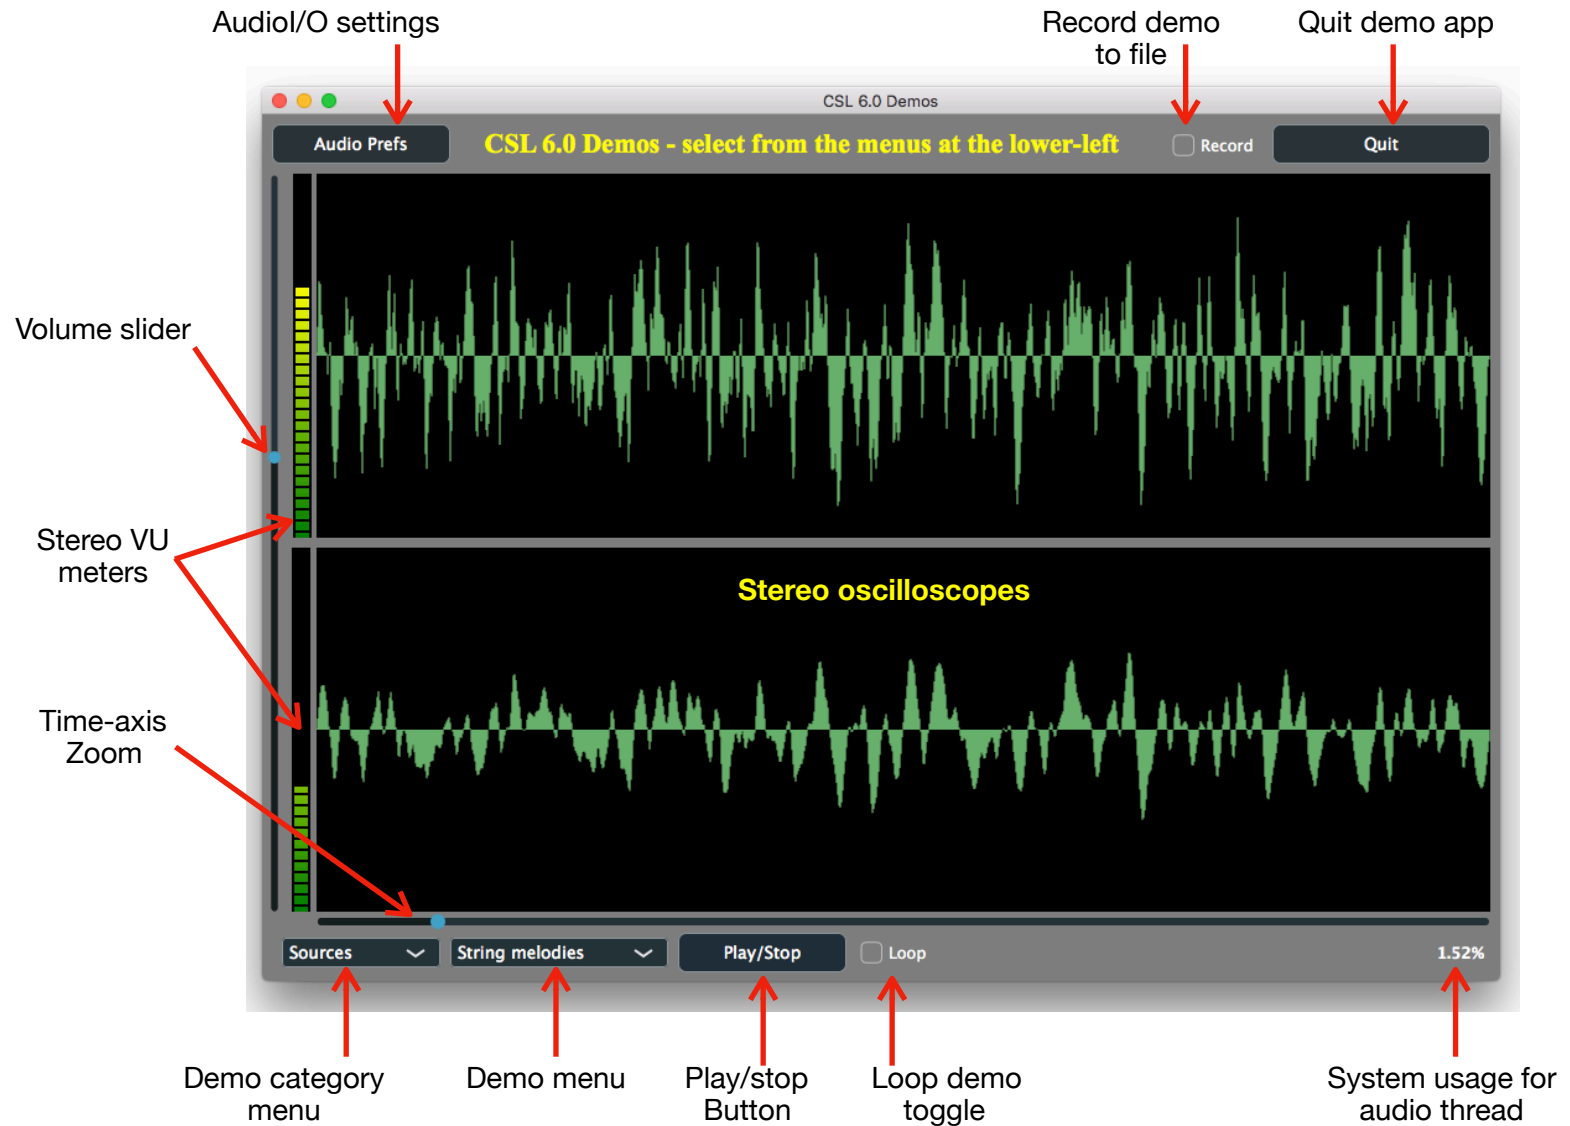 AudioI/O settings
Record demo
to file
Quit demo app
CSL 6.0 Demos
Audio Prefs
CSL 6.0 Demos - select from the menus at the lower-left
Record
Quit
Volume slider
Stereo VU
meters
Stereo oscilloscopes
Time-axis
Zoom
Sources
String melodies
Play/Stop
Loop
1.52%
Demo category
menu
Demo menu
Play/stop
Button
Loop demo
toggle
System usage for
audio thread